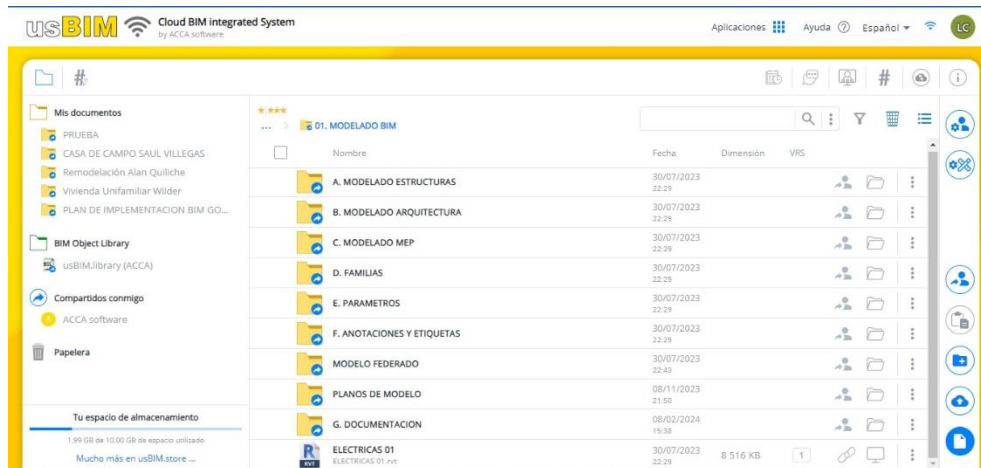 usBIM Cloud BIM integrated System
by ACCA software
Aplicaciones Ayuda Español LC
Mis documentos
PRUEBA
CASA DE CAMPO SAUL VILLEGAS
Remodelación Alan Quiliche
Vivienda Unifamiliar Wilder
PLAN DE IMPLEMENTACION BIM GO...
BIM Object Library
usBIM.library (ACCA)
Compartidos conmigo
ACCA software
Papelera
Tu espacio de almacenamiento
1.99 GB de 10.00 GB de espacio utilizado
Mucho más en usBIM.store ...
... > 01. MODELADO BIM
Nombre Fecha Dimensión VRS
A. MODELADO ESTRUCTURAS 30/07/2023 22:29
B. MODELADO ARQUITECTURA 30/07/2023 22:29
C. MODELADO MEP 30/07/2023 22:29
D. FAMILIAS 30/07/2023 22:29
E. PARAMETROS 30/07/2023 22:29
F. ANOTACIONES Y ETIQUETAS 30/07/2023 22:29
MODELO FEDERADO 30/07/2023 22:43
PLANOS DE MODELO 08/11/2023 21:50
G. DOCUMENTACION 08/02/2024 15:38
R RVT ELECTRICAS 01 30/07/2023 8 516 KB 1
ELECTRICAS 01.rvt 22:29